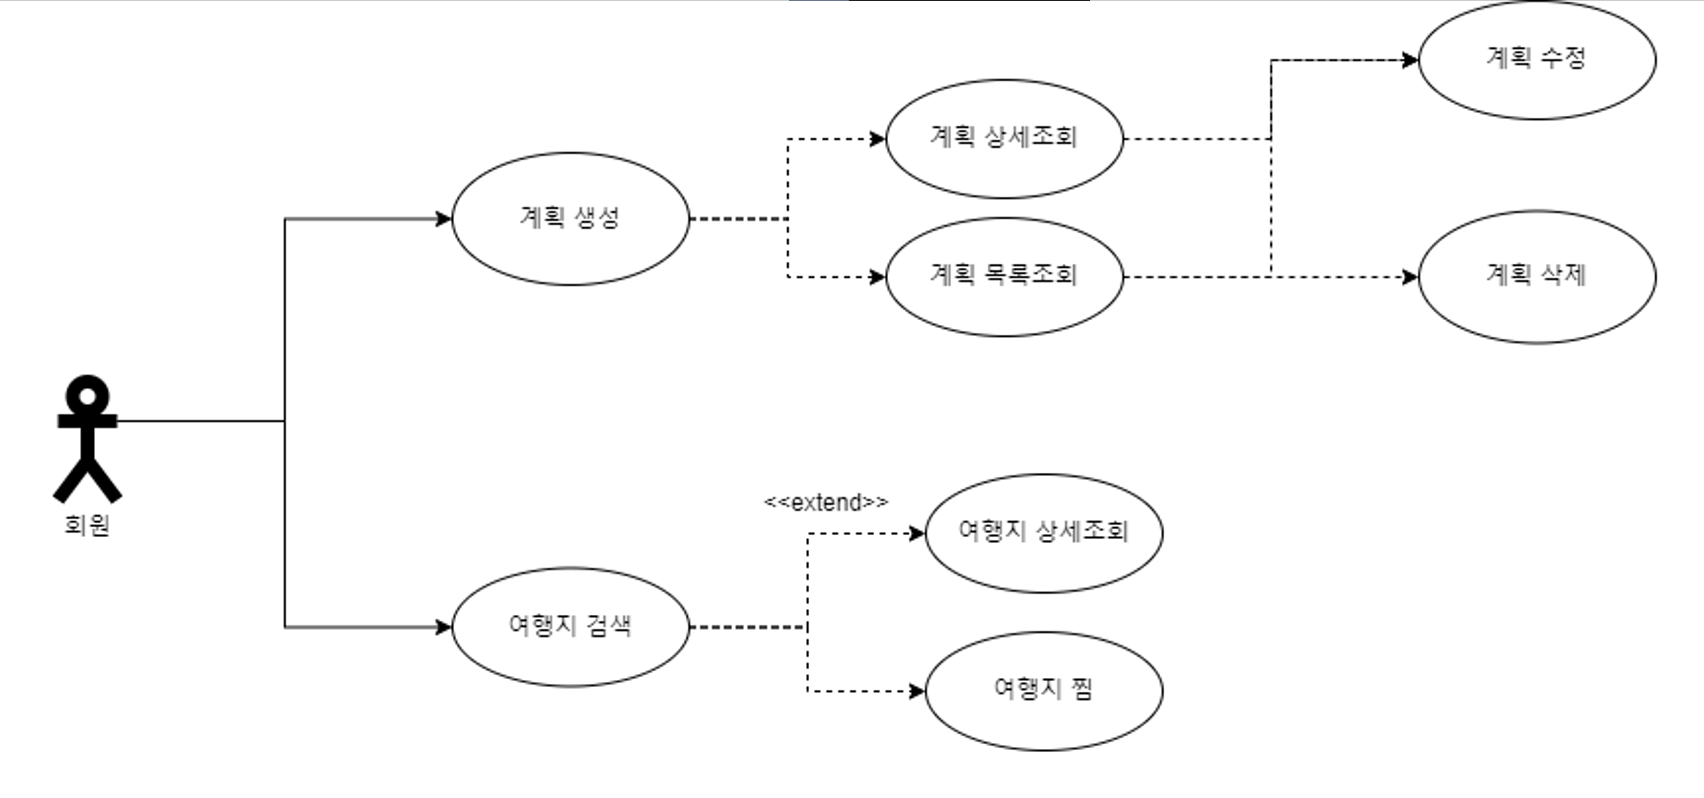 계획 수정
계획 상세조회
계획 생성
계획 목록조회
계획 삭제
회원
<<extend>>
여행지 상세조회
여행지 검색
여행지 찜